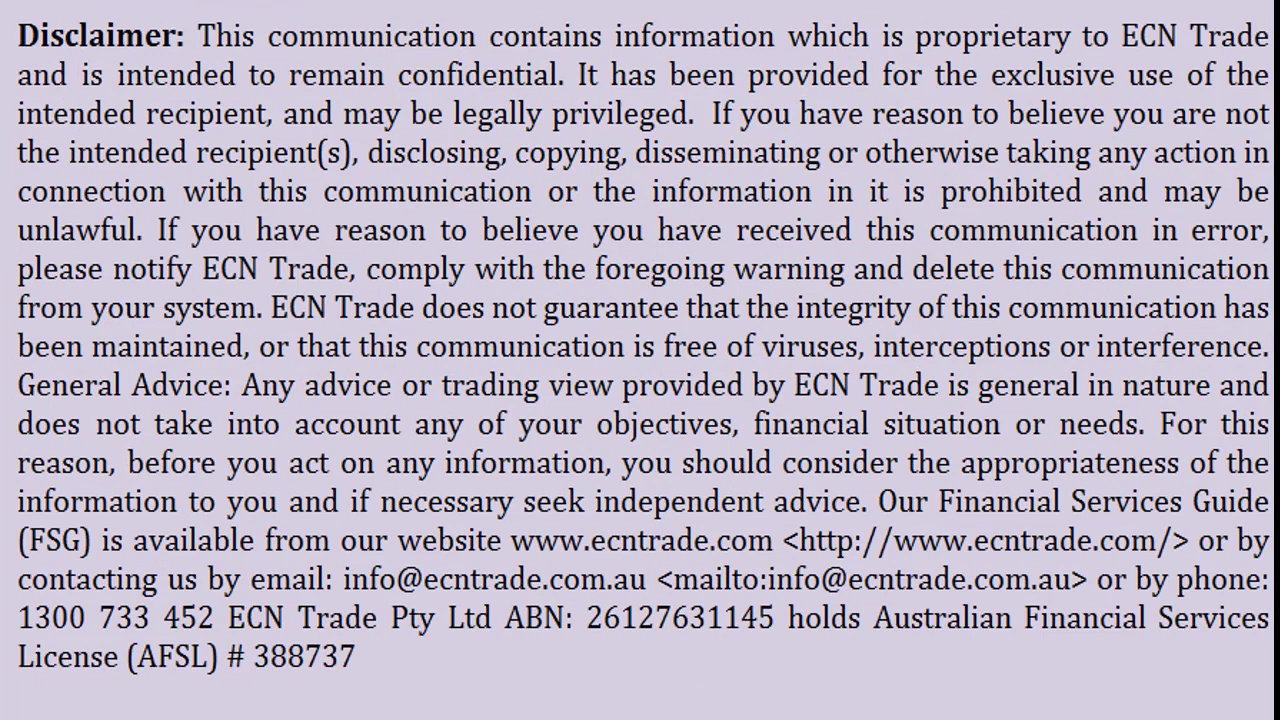 Disclaimer: This communication contains information which is proprietary to ECN Trade
and is intended to remain confidential. It has been provided for the exclusive use of the
intended recipient, and may be legally privileged.  If you have reason to believe you are not
the intended recipient(s), disclosing, copying, disseminating or otherwise taking any action in
connection with this communication or the information in it is prohibited and may be
unlawful. If you have reason to believe you have received this communication in error,
please notify ECN Trade, comply with the foregoing warning and delete this communication
from your system. ECN Trade does not guarantee that the integrity of this communication has
been maintained, or that this communication is free of viruses, interceptions or interference.
General Advice: Any advice or trading view provided by ECN Trade is general in nature and
does not take into account any of your objectives, financial situation or needs. For this
reason, before you act on any information, you should consider the appropriateness of the
information to you and if necessary seek independent advice. Our Financial Services Guide
(FSG) is available from our website www.ecntrade.com <http://www.ecntrade.com/> or by
contacting us by email: info@ecntrade.com.au <mailto:info@ecntrade.com.au> or by phone:
1300 733 452 ECN Trade Pty Ltd ABN: 26127631145 holds Australian Financial Services
License (AFSL) # 388737